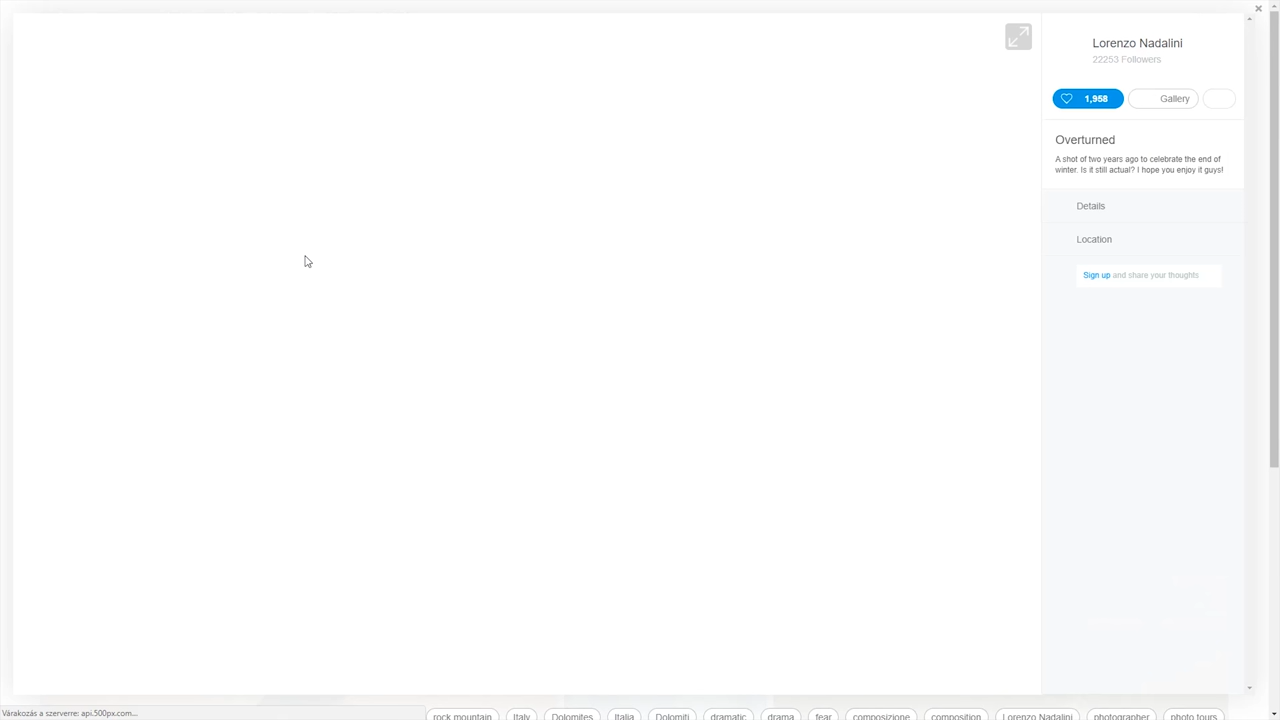 Lorenzo Nadalini
22253 Followers
1,958
Gallery
Overturned
A shot of two years ago to celebrate the end of
winter. Is it still actual? I hope you enjoy it guys!
Details
Location
Sign up and share your thoughts
Várakozás a szerverre: api.500px.com...
rock mountain Italy Dolomites Italia Dolomiti dramatic drama fear composizione composition Lorenzo Nadalini photographer photo tours